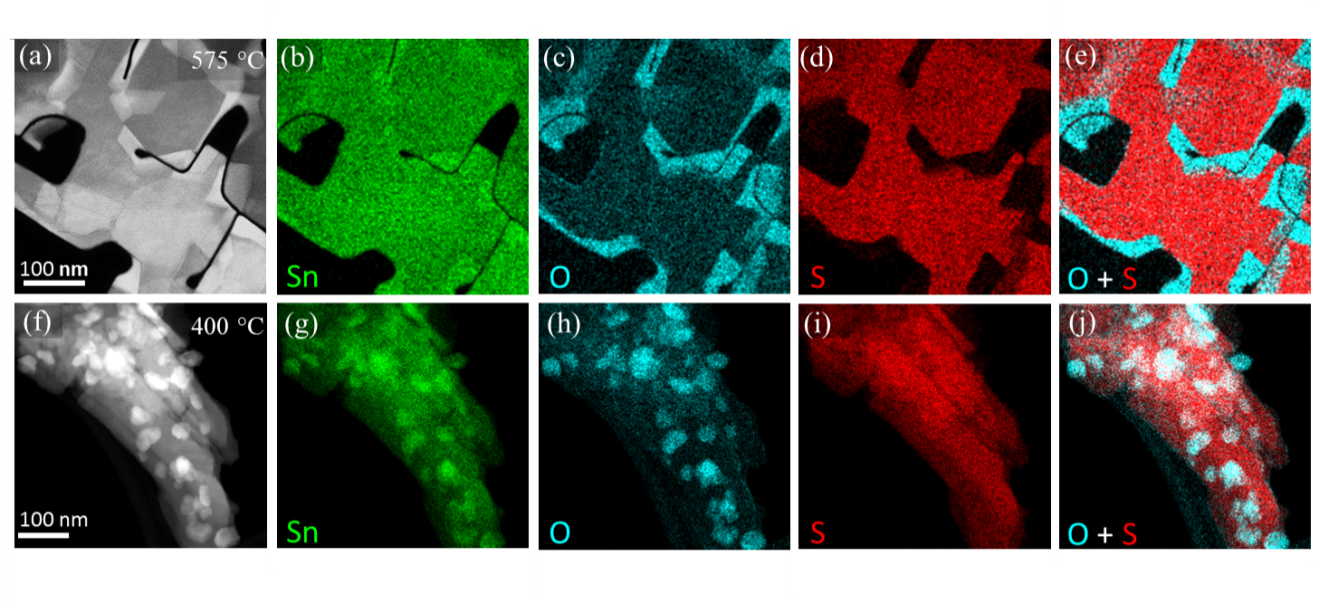 (a) 575 °C (b) (c) (d) (e)
100 nm Sn O S O + S
(f) 400 °C (g) (h) (i) (j)
100 nm Sn O S O + S